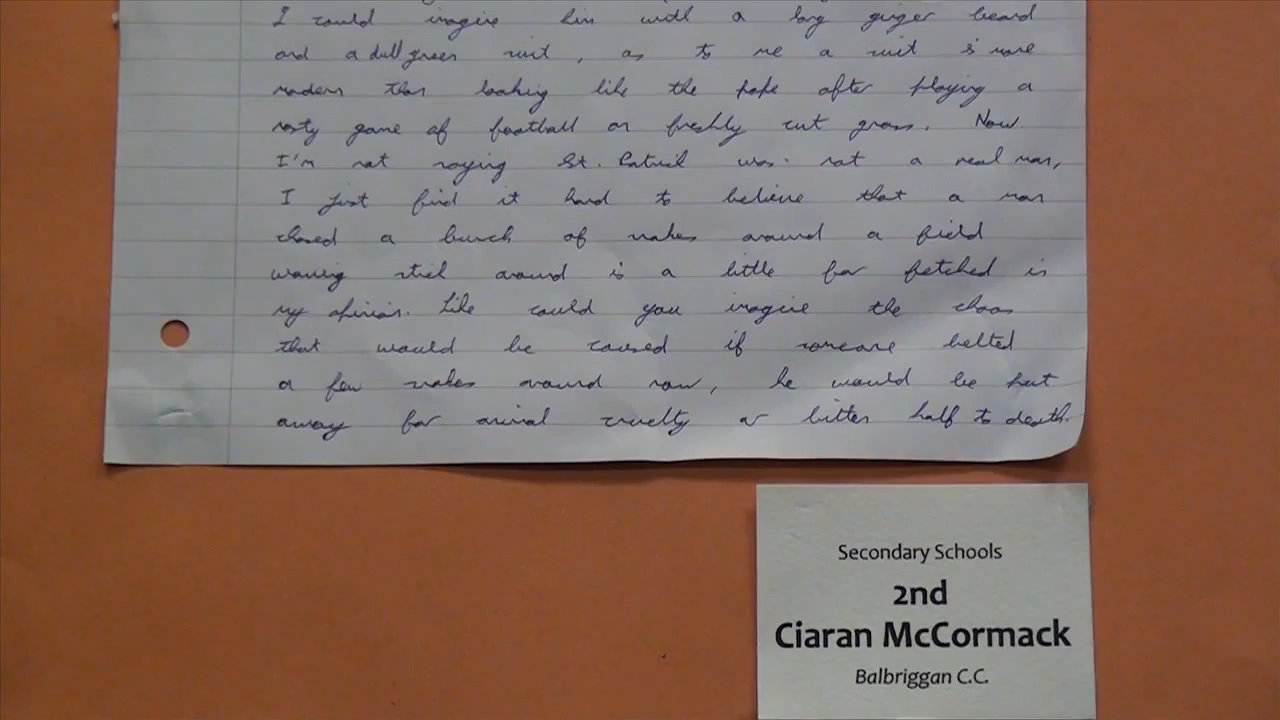 I could imagine him with a long ginger beard
and a dull green suit, as to me a suit is more
modern than looking like the pope after playing a
nasty game of football on freshly cut grass. Now
I'm not saying St. Patrick was not a real man,
I just find it hard to believe that a man
chased a bunch of snakes around a field
waving stick around is a little far fetched in
my opinion. Like could you imagine the chaos
that would be caused if someone belted
a few snakes around now, he would be put
away for animal cruelty or bitten half to death.
Secondary Schools
2nd
Ciaran McCormack
Balbriggan C.C.